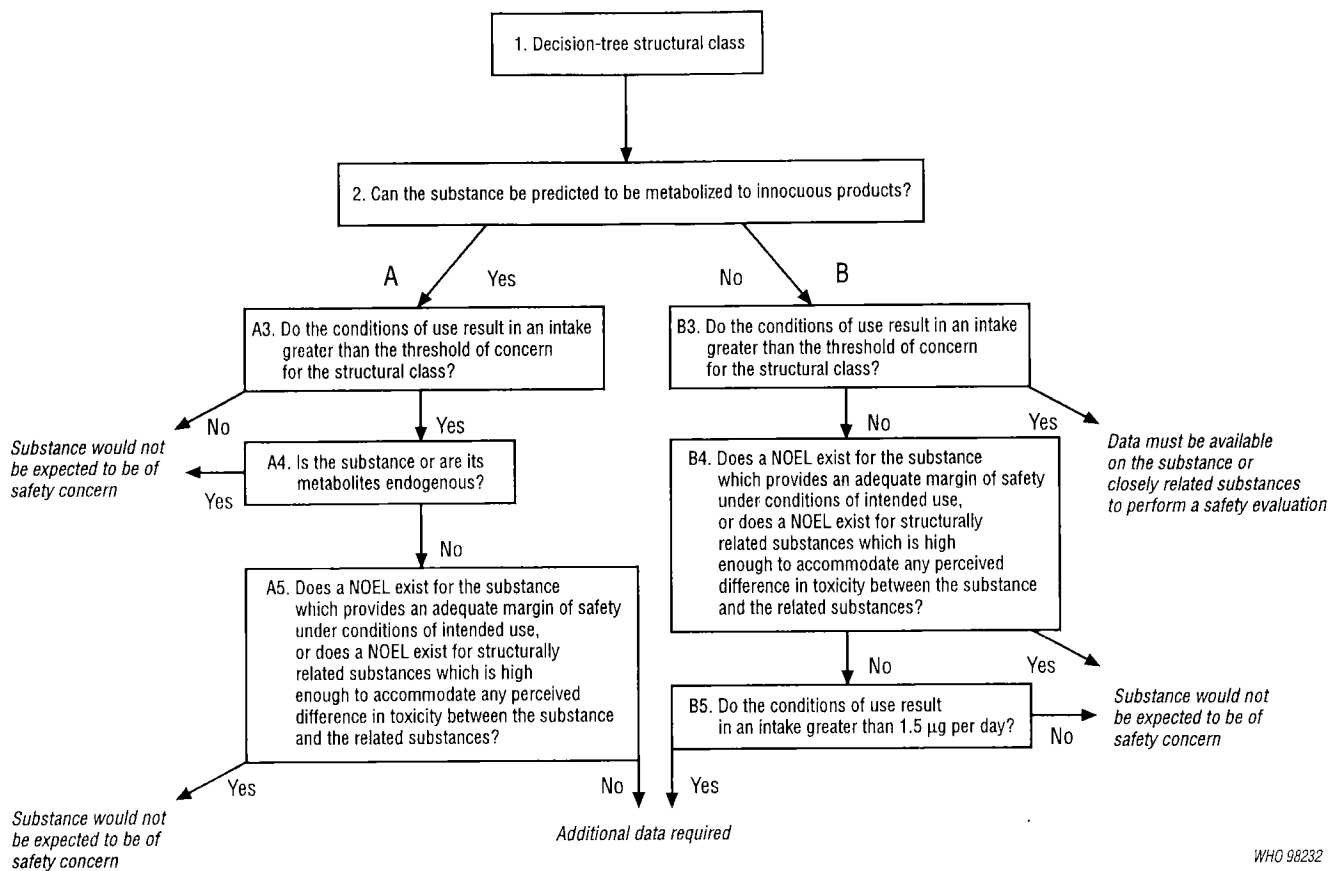 1. Decision-tree structural class
2. Can the substance be predicted to be metabolized to innocuous products?
A
Yes
No
B
A3. Do the conditions of use result in an intake
greater than the threshold of concern
for the structural class?
B3. Do the conditions of use result in an intake
greater than the threshold of concern
for the structural class?
No
Yes
No
Yes
Substance would not
be expected to be of
safety concern
A4. Is the substance or are its
metabolites endogenous?
Yes
No
Data must be available
on the substance or
closely related substances
to perform a safety evaluation
B4. Does a NOEL exist for the substance
which provides an adequate margin of safety
under conditions of intended use,
or does a NOEL exist for structurally
related substances which is high
enough to accommodate any perceived
difference in toxicity between the substance
and the related substances?
A5. Does a NOEL exist for the substance
which provides an adequate margin of safety
under conditions of intended use,
or does a NOEL exist for structurally
related substances which is high
enough to accommodate any perceived
difference in toxicity between the substance
and the related substances?
No
Yes
B5. Do the conditions of use result
in an intake greater than 1.5 µg per day?
No
Substance would not
be expected to be of
safety concern
Yes
No
Yes
Substance would not
be expected to be of
safety concern
Additional data required
WHO 98232